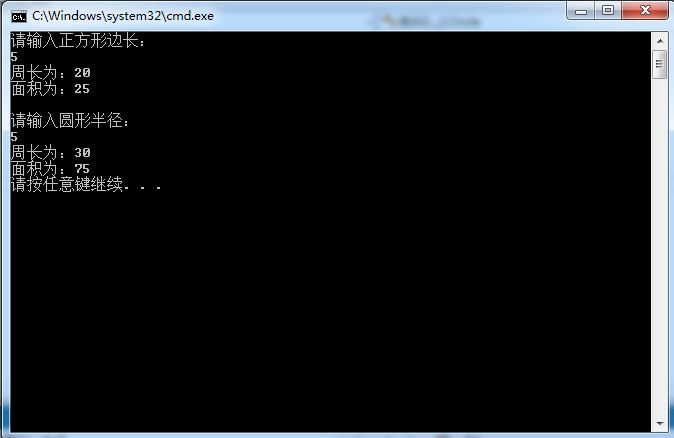 C:\Windows\system32\cmd.exe
请输入正方形边长:
5
周长为：20
面积为：25
请输入圆形半径:
5
周长为：30
面积为：75
请按任意键继续. . .